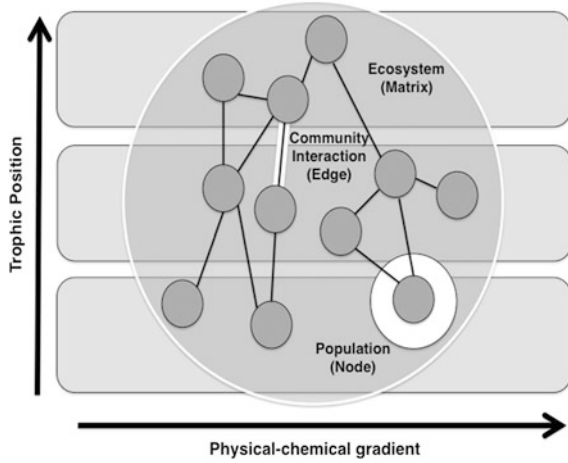 Trophic Position
Ecosystem
(Matrix)
Community
Interaction
(Edge)
Population
(Node)
Physical-chemical gradient